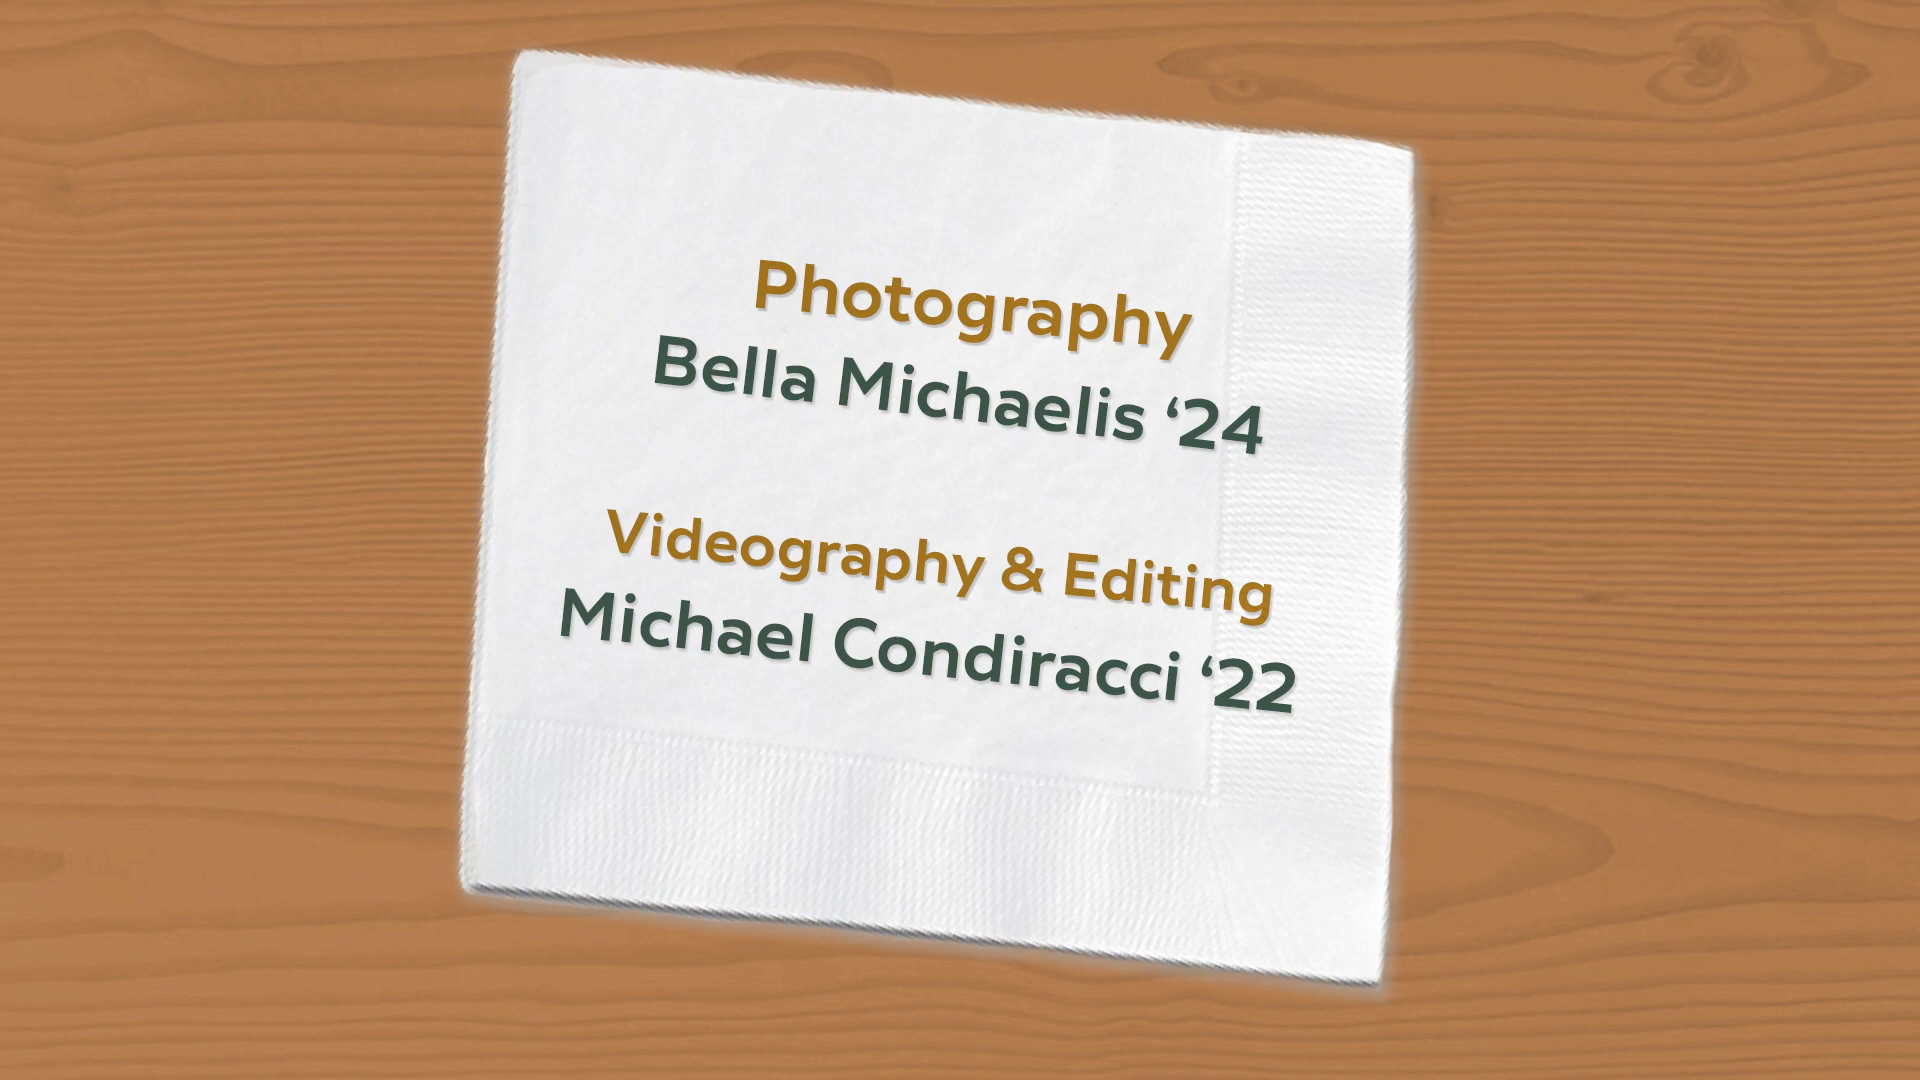 Photography
Bella Michaelis ‘24
Videography & Editing
Michael Condiracci ‘22